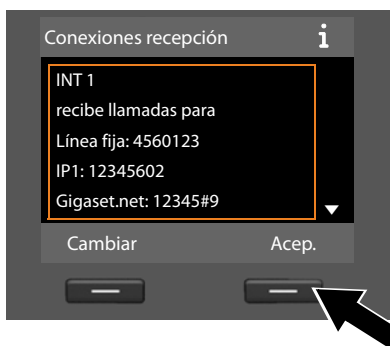 Conexiones recepción i
INT 1
recibe llamadas para
Línea fija: 4560123
IP1: 12345602
Gigaset.net: 12345#9
Cambiar Acep.